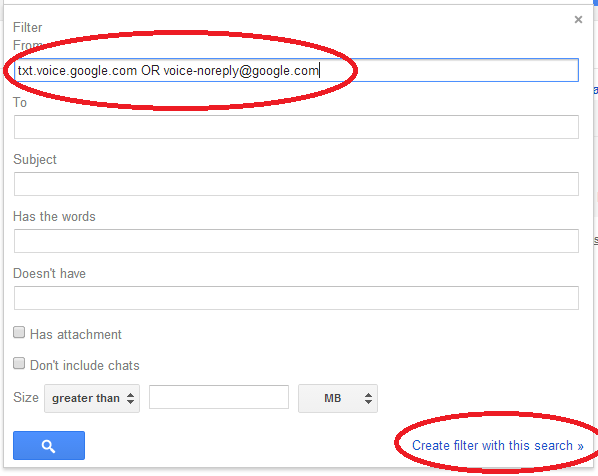 Filter
From
txt.voice.google.com OR voice-noreply@google.com
To
Subject
Has the words
Doesn't have
Has attachment
Don't include chats
Size greater than MB
Create filter with this search »